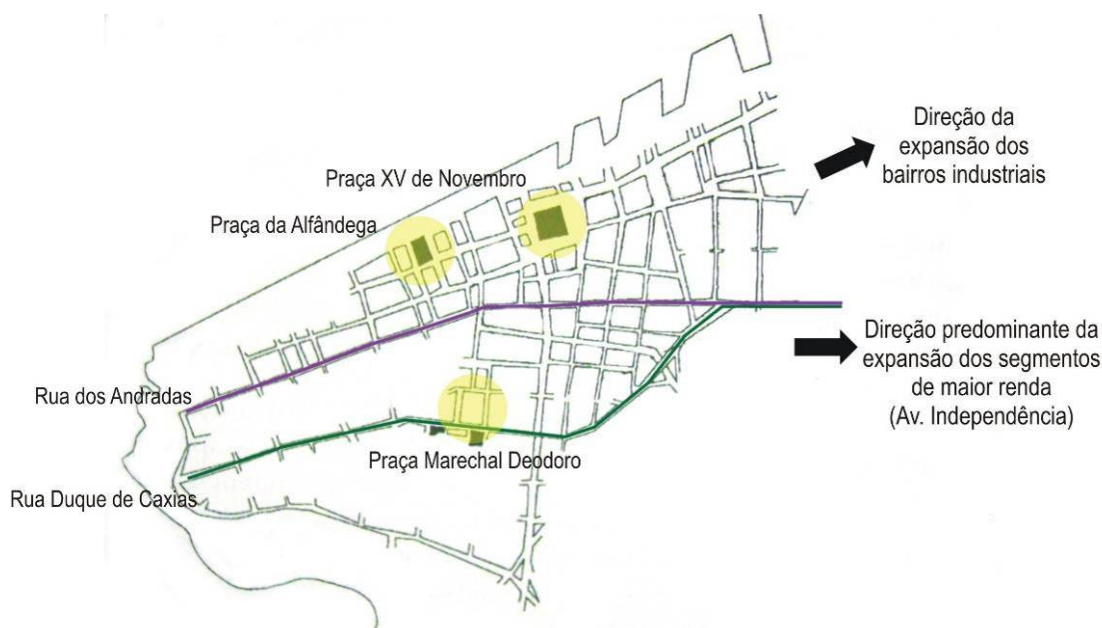 Direção da
expansão dos
bairros industriais
Praça XV de Novembro
Praça da Alfândega
Direção predominante da
expansão dos segmentos
de maior renda
(Av. Independência)
Rua dos Andradas
Praça Marechal Deodoro
Rua Duque de Caxias